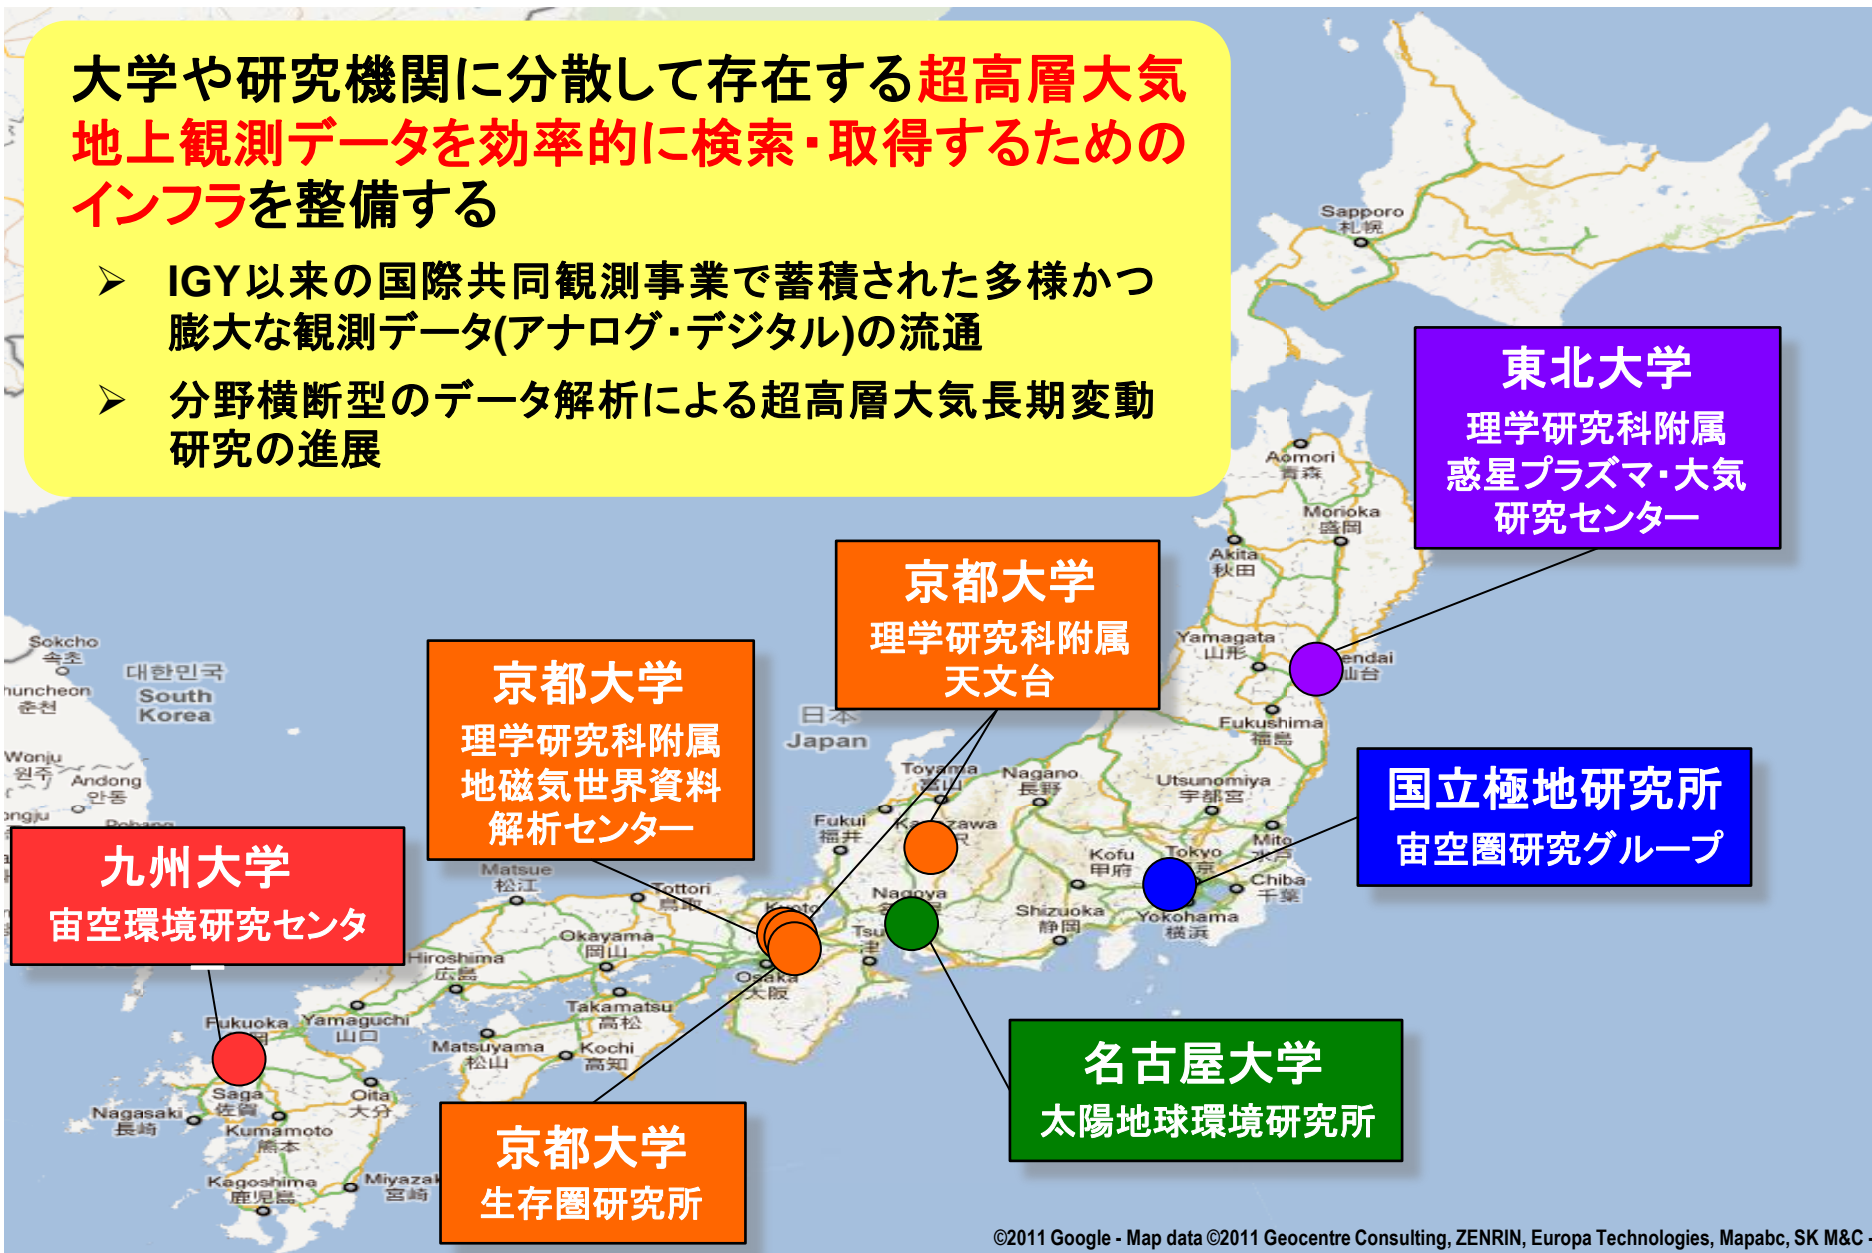 大学や研究機関に分散して存在する超高層大気
地上観測データを効率的に検索・取得するための
インフラを整備する
➢ IGY以来の国際共同観測事業で蓄積された多様かつ
膨大な観測データ(アナログ・デジタル)の流通
➢ 分野横断型のデータ解析による超高層大気長期変動
研究の進展
Sapporo
札幌
東北大学
理学研究科附属
惑星プラズマ・大気
研究センター
Aomori
青森
Morioka
盛岡
Akita
秋田
京都大学
理学研究科附属
天文台
Yamagata
山形
endai
仙台
Sokcho
속초
대한민국
South
Korea
huncheon
춘천
京都大学
理学研究科附属
地磁気世界資料
解析センター
日本
Japan
Fukushima
福島
Wonju
원주
Andong
안동
ongju
Toyama
富山
Nagano
長野
Utsunomiya
宇都宮
国立極地研究所
宙空圏研究グループ
Fukui
福井
Mito
水戸
Kofu
甲府
Tokyo
Chiba
千葉
九州大学
宙空環境研究センタ
Matsue
松江
Tottori
鳥取
Nagoya
Shizuoka
静岡
Yokohama
横浜
Tsu
津
Okayama
岡山
Hiroshima
広島
Osaka
大阪
Takamatsu
高松
Fukuoka
Yamaguchi
山口
Matsuyama
松山
Kochi
高知
名古屋大学
太陽地球環境研究所
Saga
佐賀
Oita
大分
Nagasaki
長崎
Kumamoto
熊本
京都大学
生存圏研究所
Kagoshima
鹿児島
Miyazak
宮崎
©2011 Google - Map data ©2011 Geocentre Consulting, ZENRIN, Europa Technologies, Mapabc, SK M&C -